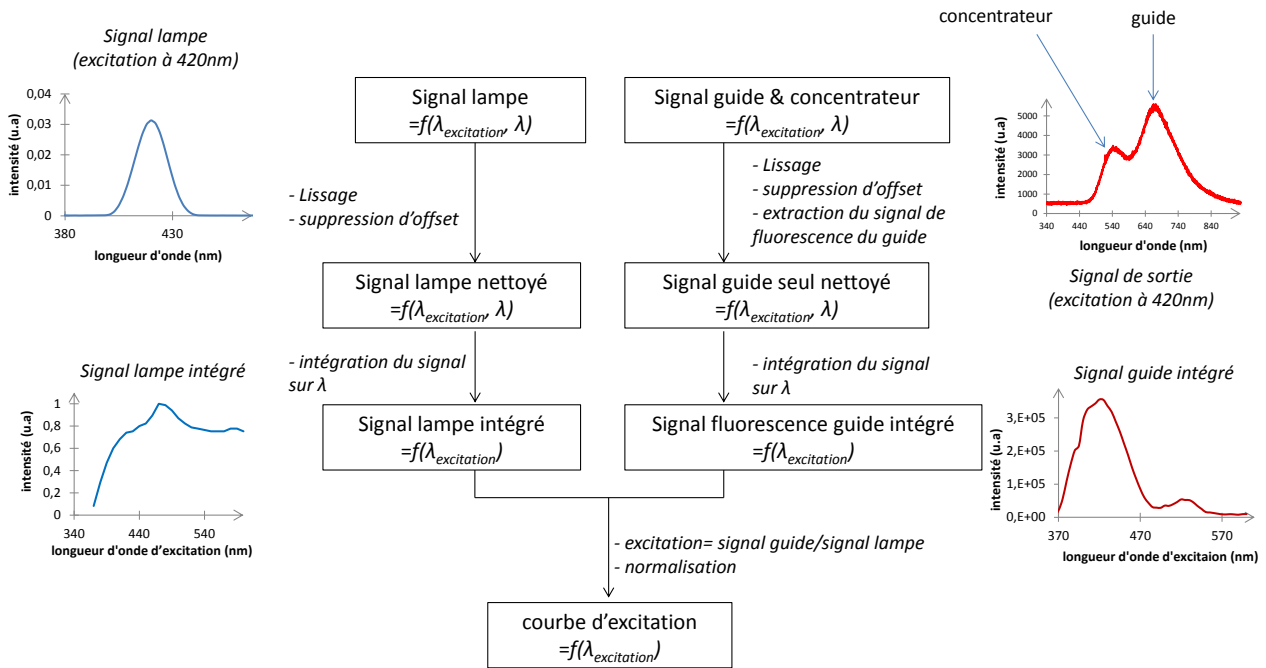 Signal lampe
(excitation à 420nm)
0,04
0,03
0,02
0,01
0
380
430
intensité (u.a)
longueur d'onde (nm)
Signal lampe
=f(λexcitation, λ)
Signal guide & concentrateur
=f(λexcitation, λ)
concentrateur
guide
5000
4000
3000
2000
1000
0
340 440 540 640 740 840
intensité (u.a)
longueur d'onde (nm)
Signal de sortie
(excitation à 420nm)
- Lissage
- suppression d’offset
- Lissage
- suppression d’offset
- extraction du signal de
fluorescence du guide
Signal lampe nettoyé
=f(λexcitation, λ)
Signal guide seul nettoyé
=f(λexcitation, λ)
- intégration du signal
sur λ
- intégration du signal
sur λ
Signal lampe intégré
1
0,8
0,6
0,4
0,2
0
340
440
540
intensité (u.a)
longueur d'onde d’excitation (nm)
Signal lampe intégré
=f(λexcitation)
Signal fluorescence guide intégré
=f(λexcitation)
Signal guide intégré
3,E+05
2,E+05
1,E+05
0,E+00
370
470
570
intensité (u.a)
longueur d'onde d'excitaion (nm)
- excitation= signal guide/signal lampe
- normalisation
courbe d’excitation
=f(λexcitation)